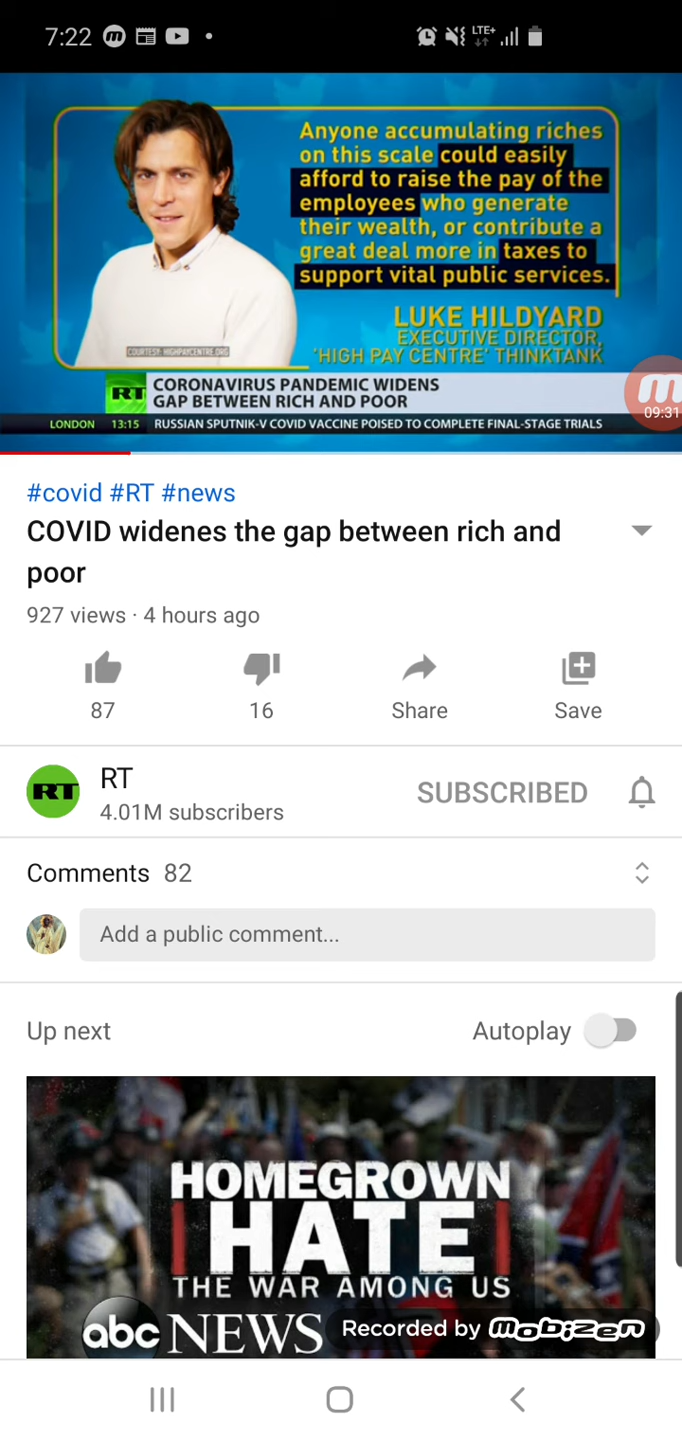 7:22
LTE+
Anyone accumulating riches
on this scale could easily
afford to raise the pay of the
employees who generate
their wealth, or contribute a
great deal more in taxes to
support vital public services.
LUKE HILDYARD
EXECUTIVE DIRECTOR,
'HIGH PAY CENTRE' THINKTANK
COURTESY: HIGHPAYCENTRE.ORG
RT
CORONAVIRUS PANDEMIC WIDENS
GAP BETWEEN RICH AND POOR
09:31
LONDON 13:15 RUSSIAN SPUTNIK-V COVID VACCINE POISED TO COMPLETE FINAL-STAGE TRIALS
#covid #RT #news
COVID widenes the gap between rich and
poor
927 views · 4 hours ago
87 16 Share Save
RT
RT
4.01M subscribers
SUBSCRIBED
Comments 82
Add a public comment...
Up next Autoplay
HOMEGROWN
HATE
THE WAR AMONG US
abc NEWS
Recorded by mobizen